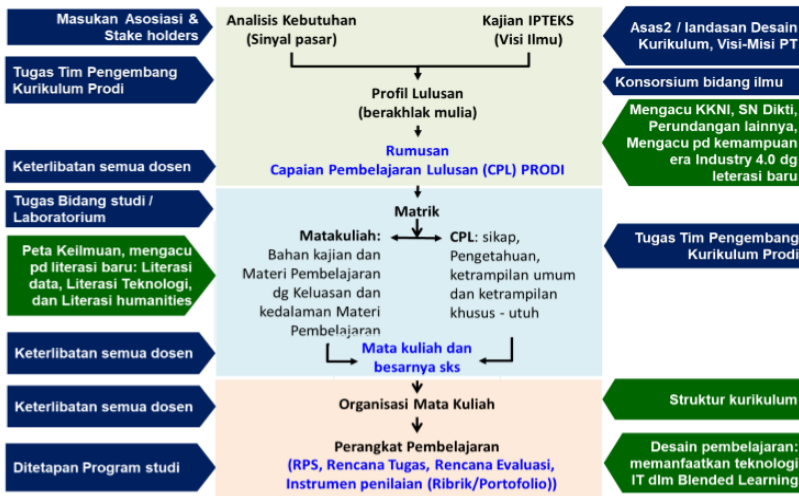 Masukan Asosiasi &
Stake holders
Analisis Kebutuhan
(Sinyal pasar)
Kajian IPTEKS
(Visi Ilmu)
Asas2 / landasan Desain
Kurikulum, Visi-Misi PT
Tugas Tim Pengembang
Kurikulum Prodi
Konsorsium bidang ilmu
Profil Lulusan
(berakhlak mulia)
Mengacu KKNI, SN Dikti,
Perundangan lainnya,
Mengacu pd kemampuan
era Industry 4.0 dg
leterasi baru
Keterlibatan semua dosen
Rumusan
Capaian Pembelajaran Lulusan (CPL) PRODI
Tugas Bidang studi /
Laboratorium
Matrik
Peta Keilmuan, mengacu
pd literasi baru: Literasi
data, Literasi Teknologi,
dan Literasi humanities
Matakuliah:
Bahan kajian dan
Materi Pembelajaran
dg Keluasan dan
kedalaman Materi
Pembelajaran
CPL: sikap,
Pengetahuan,
ketrampilan umum
dan ketrampilan
khusus - utuh
Tugas Tim Pengembang
Kurikulum Prodi
Keterlibatan semua dosen
Mata kuliah dan
besarnya sks
Keterlibatan semua dosen
Organisasi Mata Kuliah
Struktur kurikulum
Ditetapan Program studi
Perangkat Pembelajaran
(RPS, Rencana Tugas, Rencana Evaluasi,
Instrumen penilaian (Ribrik/Portofolio))
Desain pembelajaran:
memanfaatkan teknologi
IT dlm Blended Learning